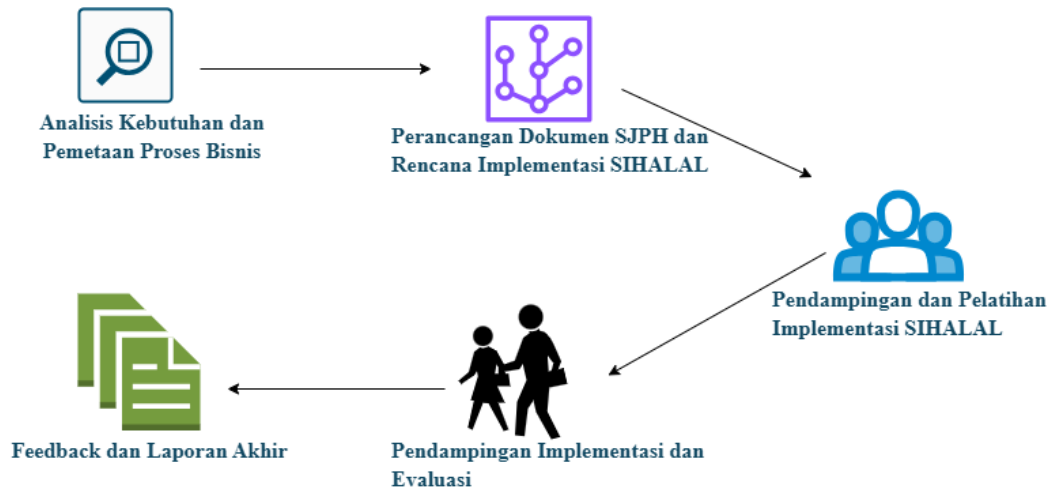 Analisis Kebutuhan dan
Pemetaan Proses Bisnis
Perancangan Dokumen SJPH dan
Rencana Implementasi SIHALAL
Pendampingan dan Pelatihan
Implementasi SIHALAL
Pendampingan Implementasi dan
Evaluasi
Feedback dan Laporan Akhir